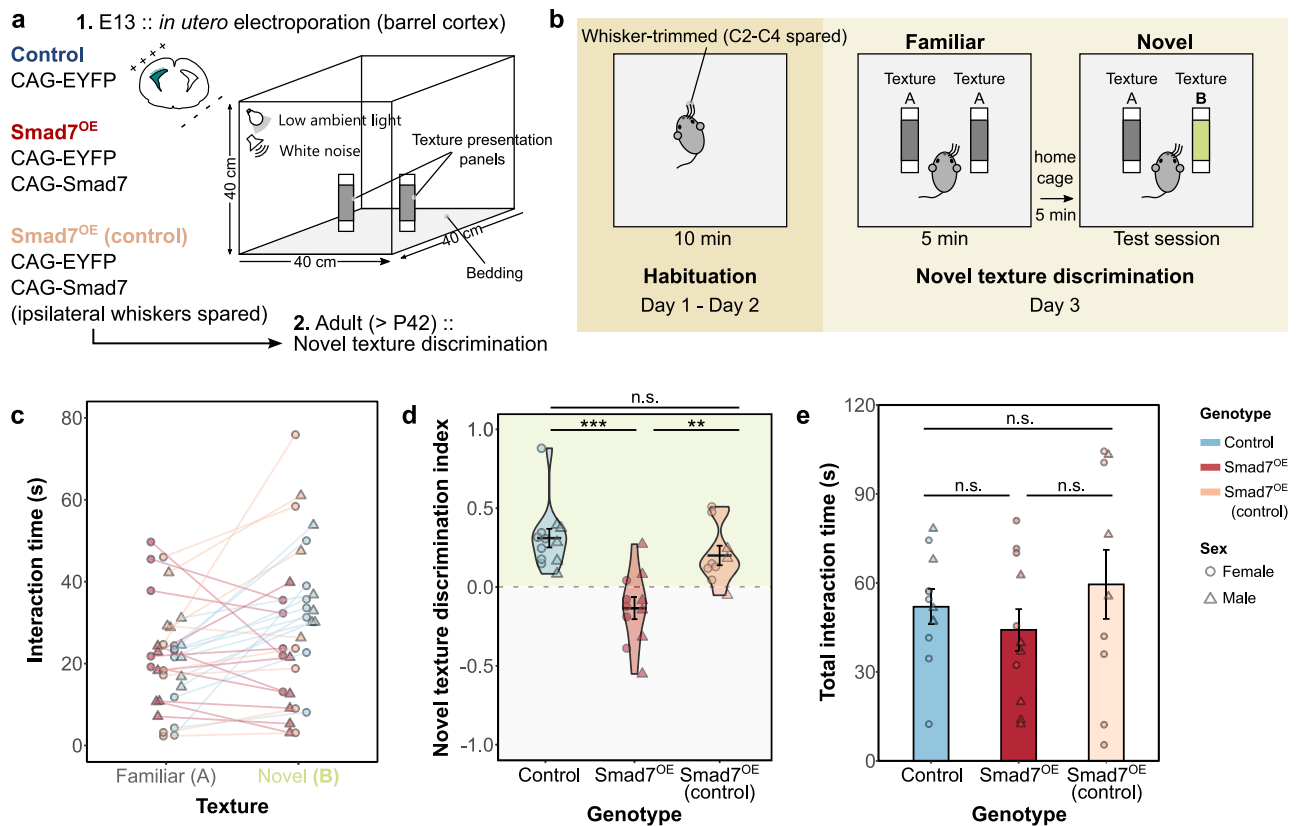 a
1. E13 :: in utero electroporation (barrel cortex)
Control
CAG-EYFP
Smad7OE
CAG-EYFP
CAG-Smad7
Smad7OE (control)
CAG-EYFP
CAG-Smad7
(ipsilateral whiskers spared)
+ + + +
- - - -
Low ambient light
White noise
Texture presentation
panels
40 cm
40 cm
40 cm
Bedding
2. Adult (> P42) ::
Novel texture discrimination
b
Whisker-trimmed (C2-C4 spared)
10 min
Habituation
Day 1 - Day 2
Familiar
Texture
A
Texture
A
5 min
home
cage
5 min
Novel
Texture
A
Texture
B
Test session
Novel texture discrimination
Day 3
c
Interaction time (s)
80
60
40
20
0
Familiar (A)
Novel (B)
Texture
d
Novel texture discrimination index
n.s.
***
**
1.0
0.5
0.0
-0.5
-1.0
Control
Smad7OE
Smad7OE
(control)
Genotype
e
Total interaction time (s)
120
90
60
30
0
n.s.
n.s.
n.s.
Control
Smad7OE
Smad7OE
(control)
Genotype
Genotype
Control
Smad7OE
Smad7OE
(control)
Sex
Female
Male